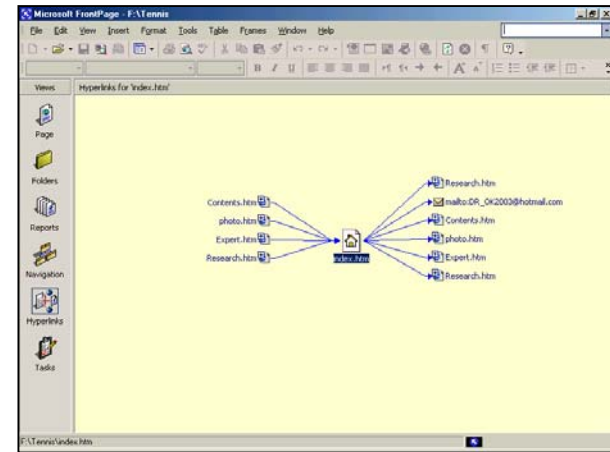 Microsoft FrontPage - F:\Tennis
File Edit View Insert Format Tools Table Frames Window Help
Views
Hyperlinks for 'index.htm'
Page
Folders
Reports
Navigation
Hyperlinks
Tasks
Contents.htm
photo.htm
Expert.htm
Research.htm
index.htm
Research.htm
mailto:DR_OK2003@hotmail.com
Contents.htm
photo.htm
Expert.htm
Research.htm
F:\Tennis\index.htm